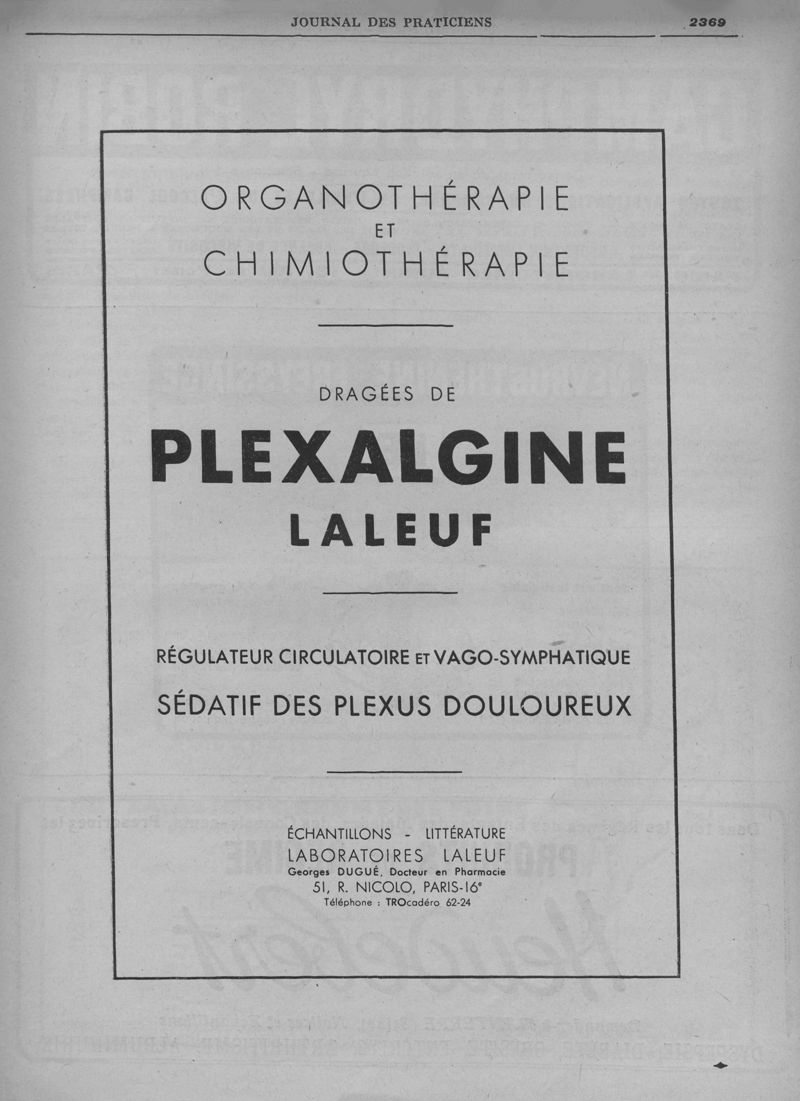 JOURNAL DES PRATICIENS 2369
ORGANOTHÉRAPIE
ET
CHIMIOTHÉRAPIE
DRAGÉES DE
PLEXALGINE
LALEUF
RÉGULATEUR CIRCULATOIRE ET VAGO-SYMPHATIQUE
SÉDATIF DES PLEXUS DOULOUREUX
ÉCHANTILLONS - LITTÉRATURE
LABORATOIRES LALEUF
Georges DUGUÉ, Docteur en Pharmacie
51, R. NICOLO, PARIS-16e
Téléphone : TROcadéro 62-24